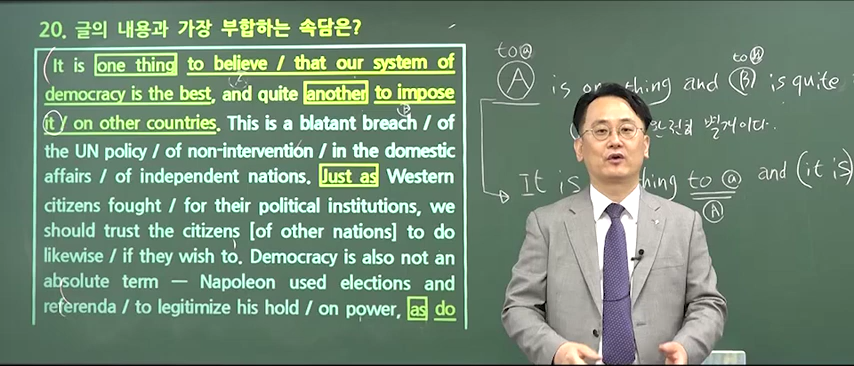 20. 글의 내용과 가장 부합하는 속담은?
It is one thing to believe / that our system of
democracy is the best, and quite another to impose
it / on other countries. This is a blatant breach / of
the UN policy / of non-intervention / in the domestic
affairs / of independent nations. Just as Western
citizens fought / for their political institutions, we
should trust the citizens [of other nations] to do
likewise / if they wish to. Democracy is also not an
absolute term — Napoleon used elections and
referenda / to legitimize his hold / on power, as do
to ⓐ
Ⓐ is thing and Ⓑ is quite
별개이다.
It is thing to ⓐ and (it is)
Ⓐ